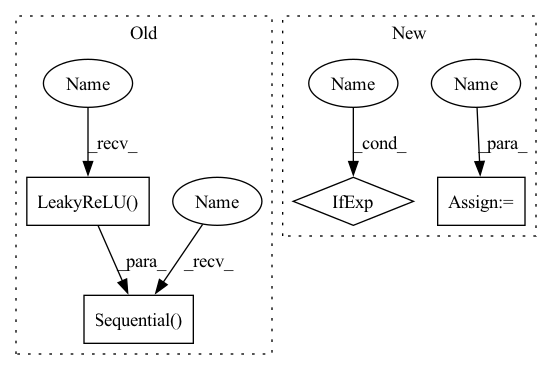 Old
New
Name
Name
Name
_recv_
_cond_
_para_
LeakyReLU()
Name
IfExp
Assign:=
_para_
_recv_
Sequential()